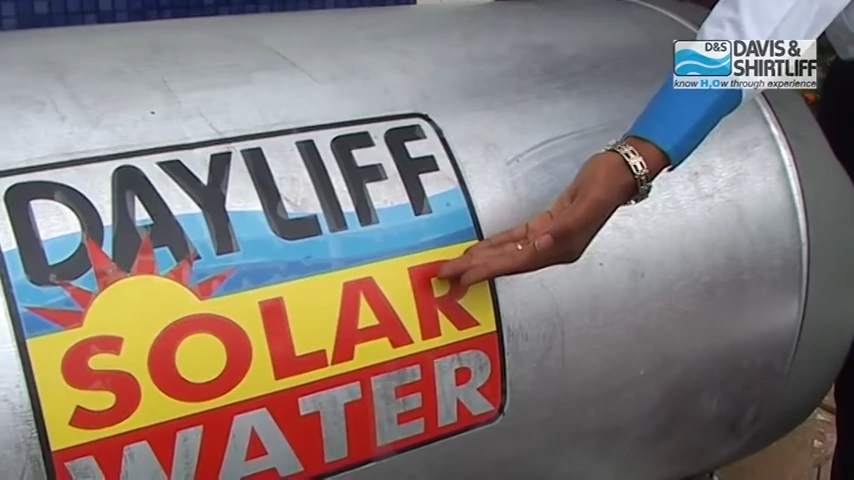 D&S DAVIS &
SHIRTLIFF
know H₂Ow through experience
DAYLIFF
SOLAR
WATER